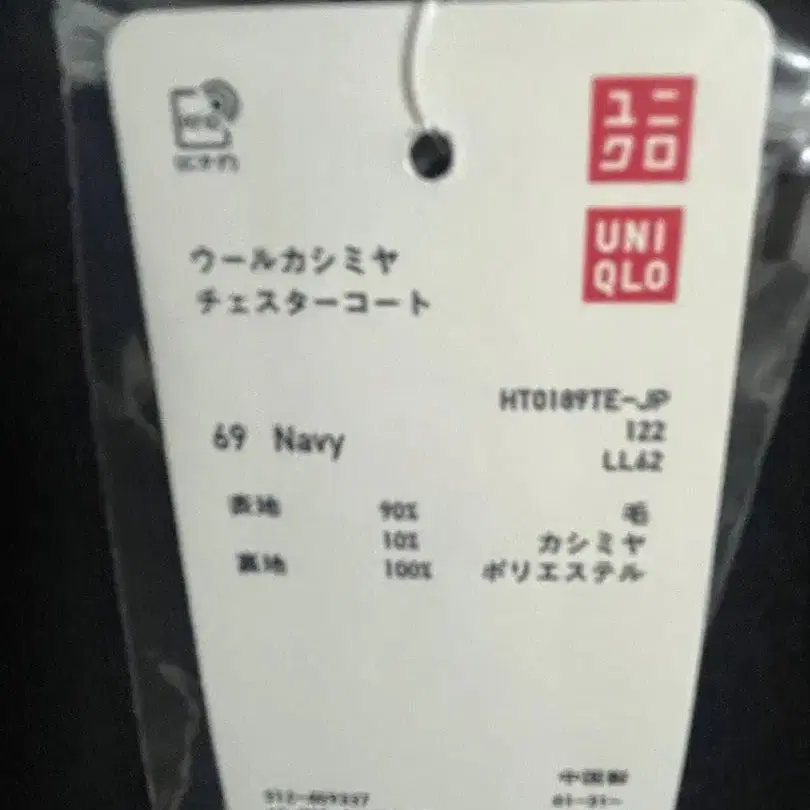 ユニ
クロ
UNI
QLO
ウールカシミヤ
チェスターコート
HT0189TE-JP
122
LL62
69 Navy
表地 90% 毛
10% カシミヤ
裏地 100% ポリエステル
中国製